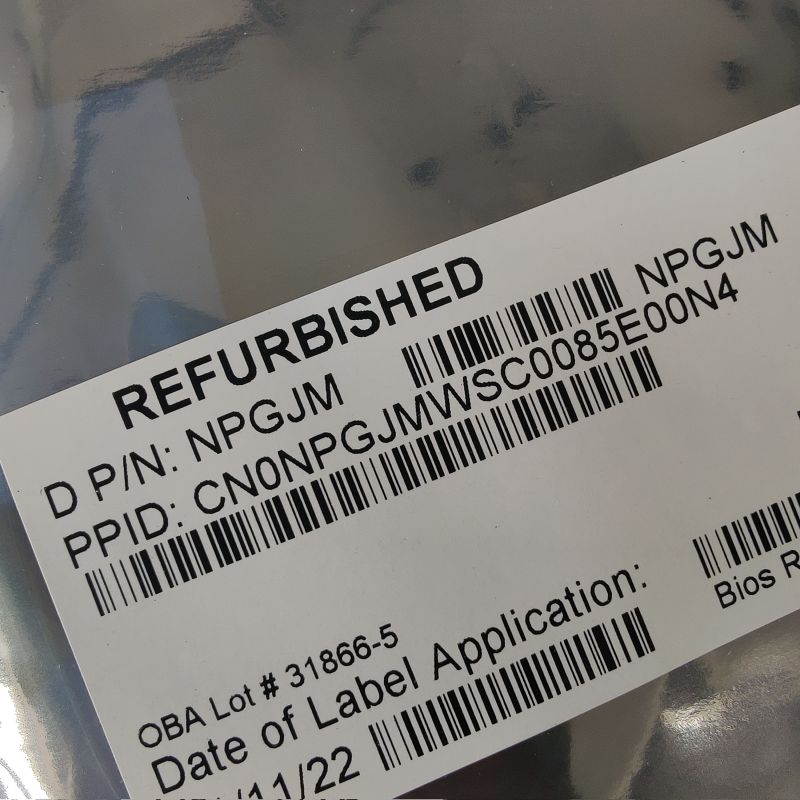 REFURBISHED
D P/N: NPGJM NPGJM
PPID: CN0NPGJMWSC0085E00N4
OBA Lot # 31866-5
Date of Label Application:
/11/22
Bios R